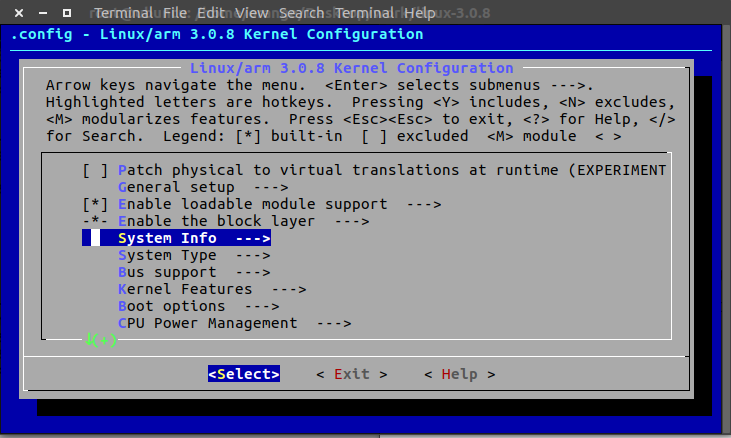 Terminal File Edit View Search Terminal Help
.config - Linux/arm 3.0.8 Kernel Configuration
Linux/arm 3.0.8 Kernel Configuration
Arrow keys navigate the menu.  <Enter> selects submenus --->.
Highlighted letters are hotkeys.  Pressing <Y> includes, <N> excludes,
<M> modularizes features.  Press <Esc><Esc> to exit, <?> for Help, </>
for Search.  Legend: [*] built-in  [ ] excluded  <M> module  < >
[ ] Patch physical to virtual translations at runtime (EXPERIMENT
General setup  --->
[*] Enable loadable module support  --->
-*- Enable the block layer  --->
System Info  --->
System Type  --->
Bus support  --->
Kernel Features  --->
Boot options  --->
CPU Power Management  --->
↓(+)
<Select>    < Exit >    < Help >